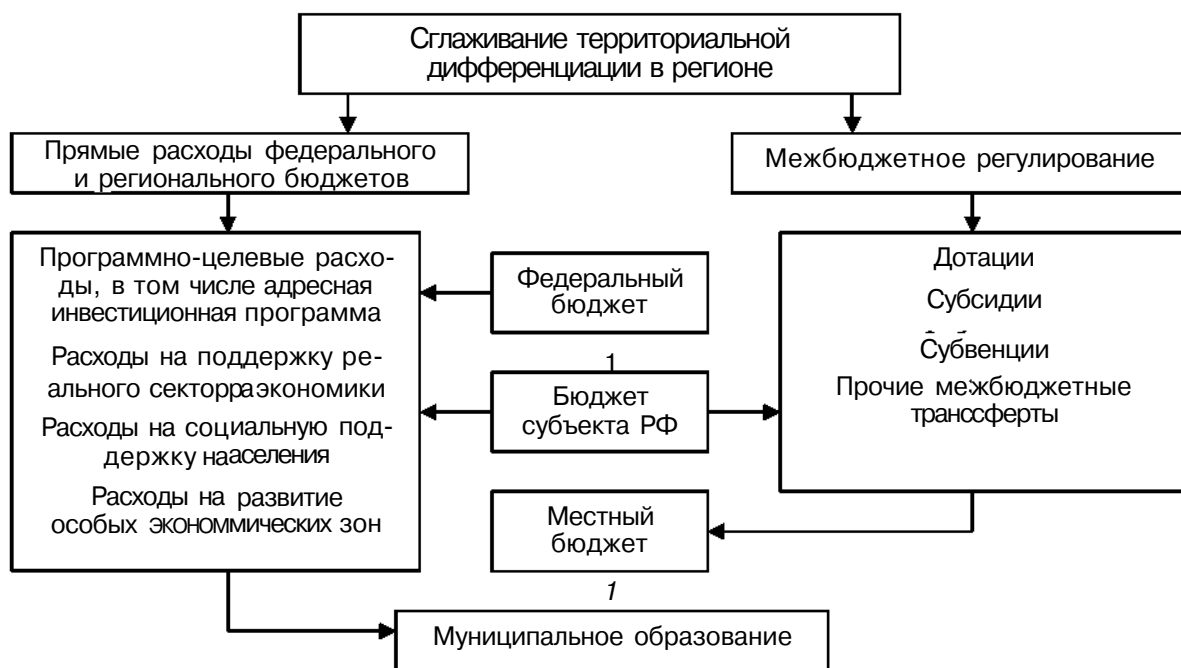 Сглаживание территориальной
дифференциации в регионе
Прямые расходы федерального
и регионального бюджетов
Межбюджетное регулирование
Программно-целевые расхо-
ды, в том числе адресная
инвестиционная программа
Расходы на поддержку ре-
ального секторраэкономики
Расходы на социальную под-
держку нааселения
Расходы на развитие
особых экономмических зон
Федеральный
бюджет
1
Бюджет
субъекта РФ
Местный
бюджет
1
Дотации
Субсидии
Субвенции
Прочие межбюджетные
транссферты
Муниципальное образование